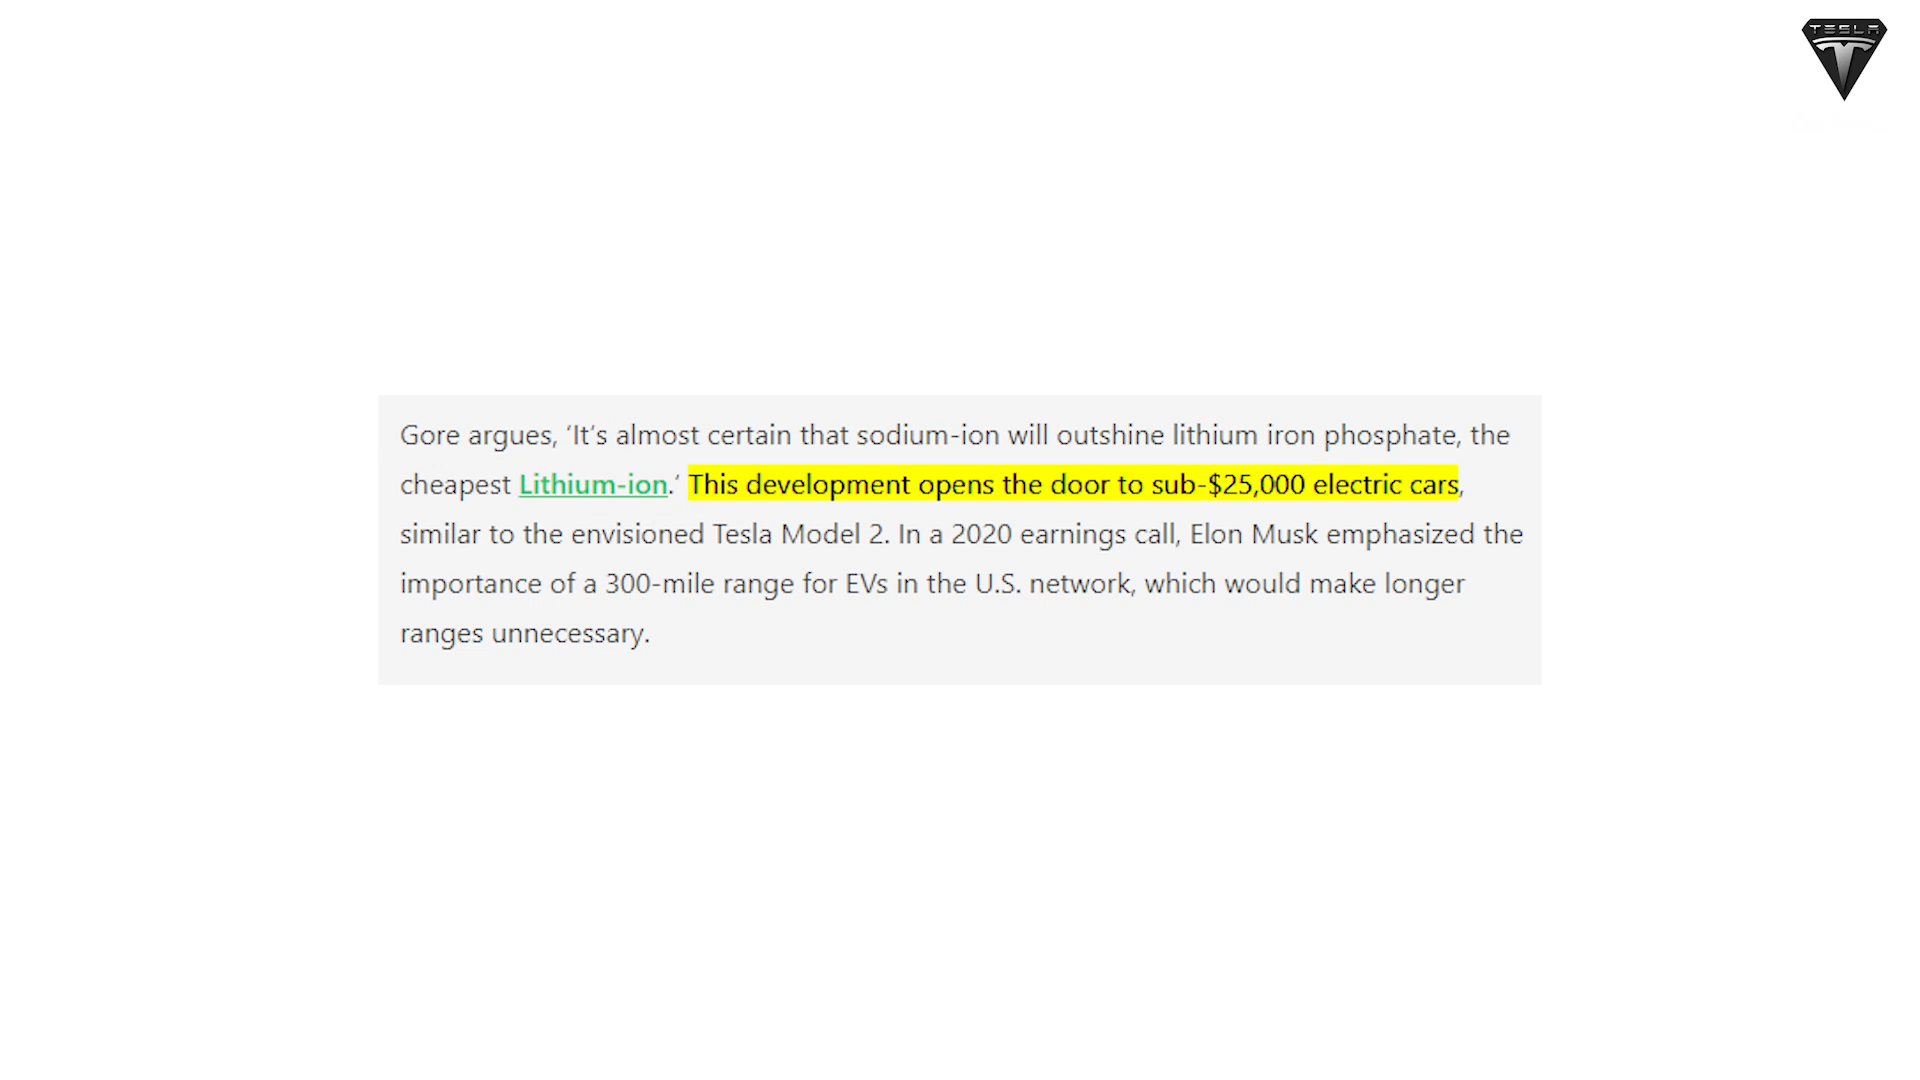 TESLA
Gore argues, ‘It’s almost certain that sodium-ion will outshine lithium iron phosphate, the
cheapest Lithium-ion.’ This development opens the door to sub-$25,000 electric cars,
similar to the envisioned Tesla Model 2. In a 2020 earnings call, Elon Musk emphasized the
importance of a 300-mile range for EVs in the U.S. network, which would make longer
ranges unnecessary.